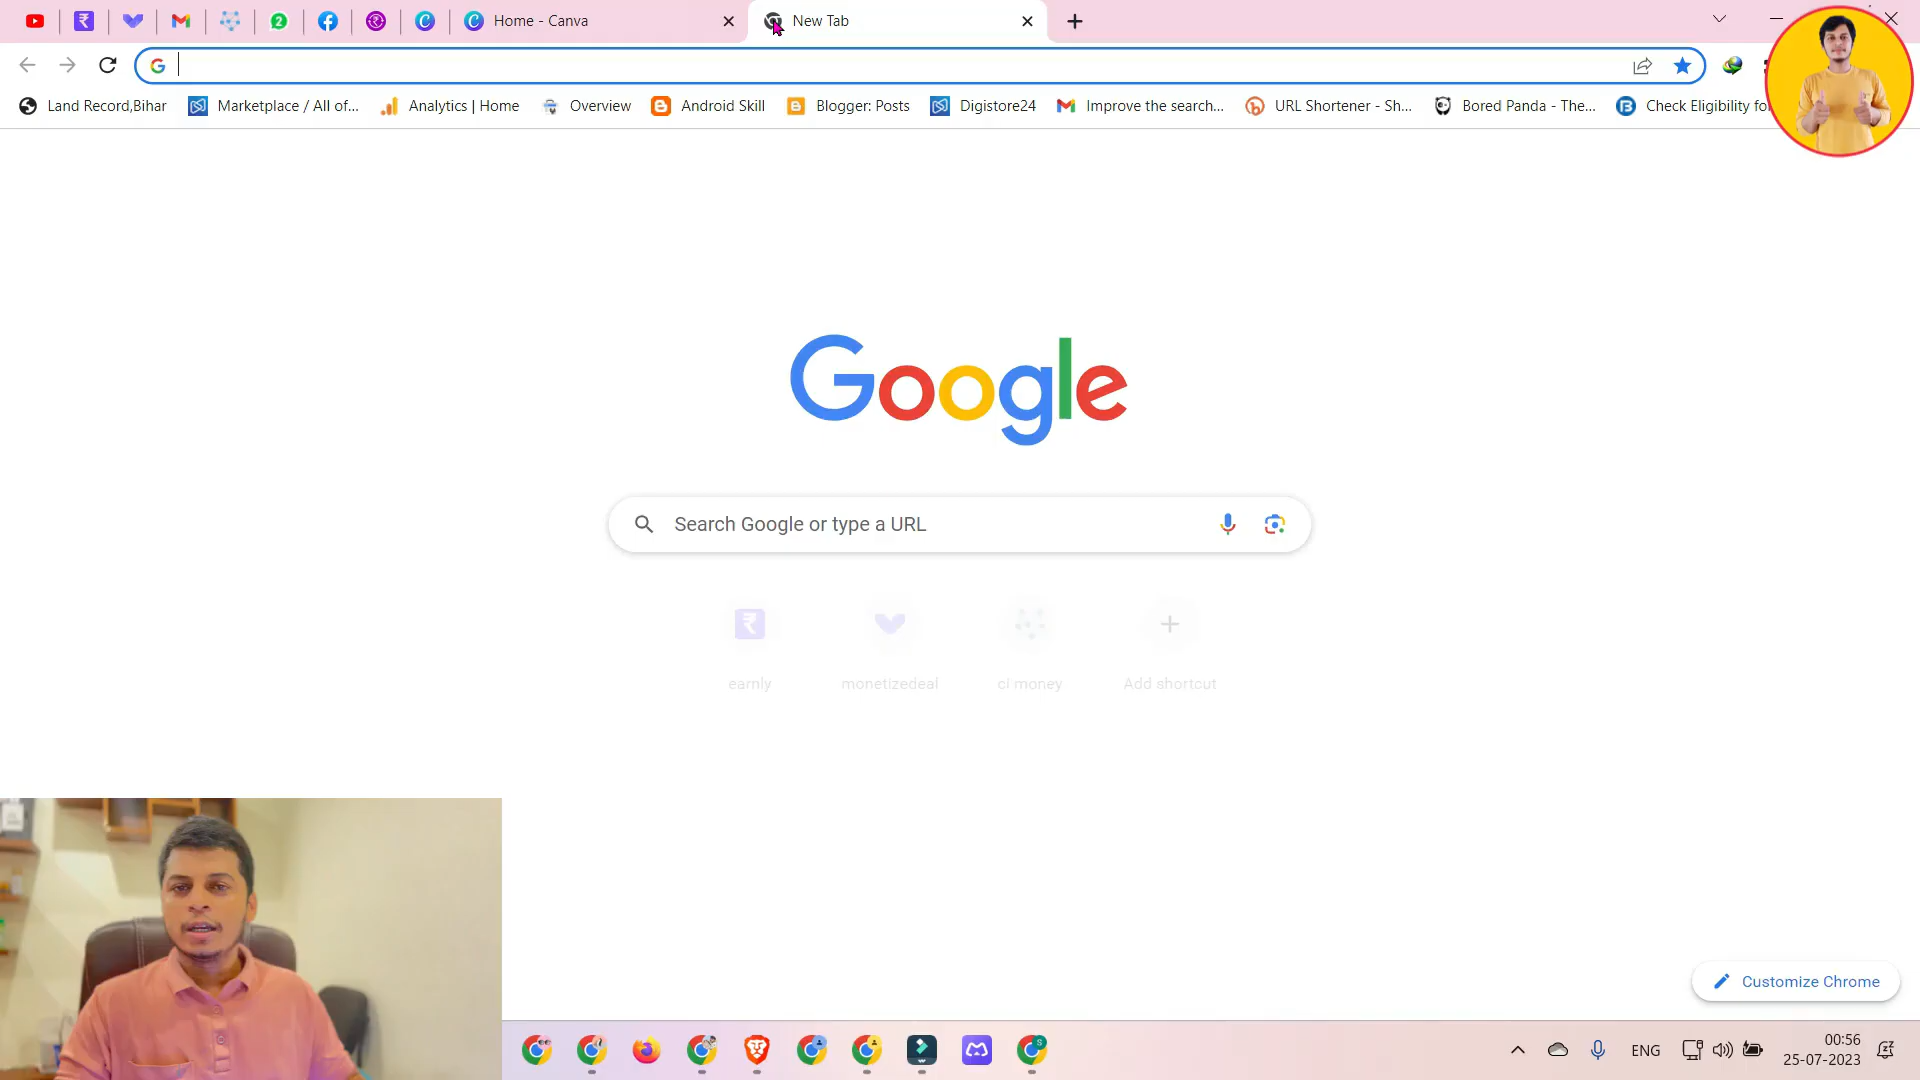 Home - Canva
New Tab
Land Record,Bihar
Marketplace / All of...
Analytics | Home
Overview
Android Skill
Blogger: Posts
Digistore24
Improve the search...
URL Shortener - Sh...
Bored Panda - The...
Check Eligibility fo
Google
Search Google or type a URL
earnly
monetizedeal
ci money
Add shortcut
Customize Chrome
ENG
00:56
25-07-2023